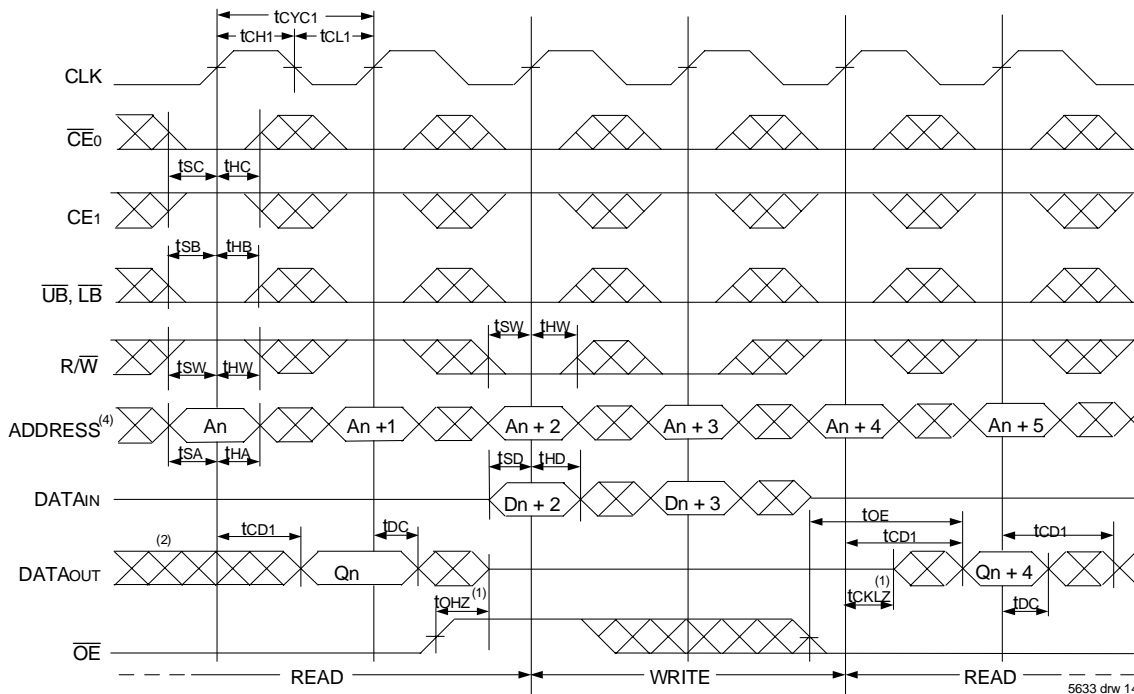 tCYC1
tCH1 tCL1
CLK
CE0
tSC tHC
CE1
tSB tHB
UB, LB
tSW tHW
R/W
tSW tHW
ADDRESS(4) An An +1 An + 2 An + 3 An + 4 An + 5
tSA tHA tSD tHD
DATAIN Dn + 2 Dn + 3
tOE
tCD1 tDC tCD1 tCD1
(2)
DATAOUT Qn Qn + 4
tOHZ(1) tCKLZ(1) tDC
OE
READ WRITE READ
5633 drw 14